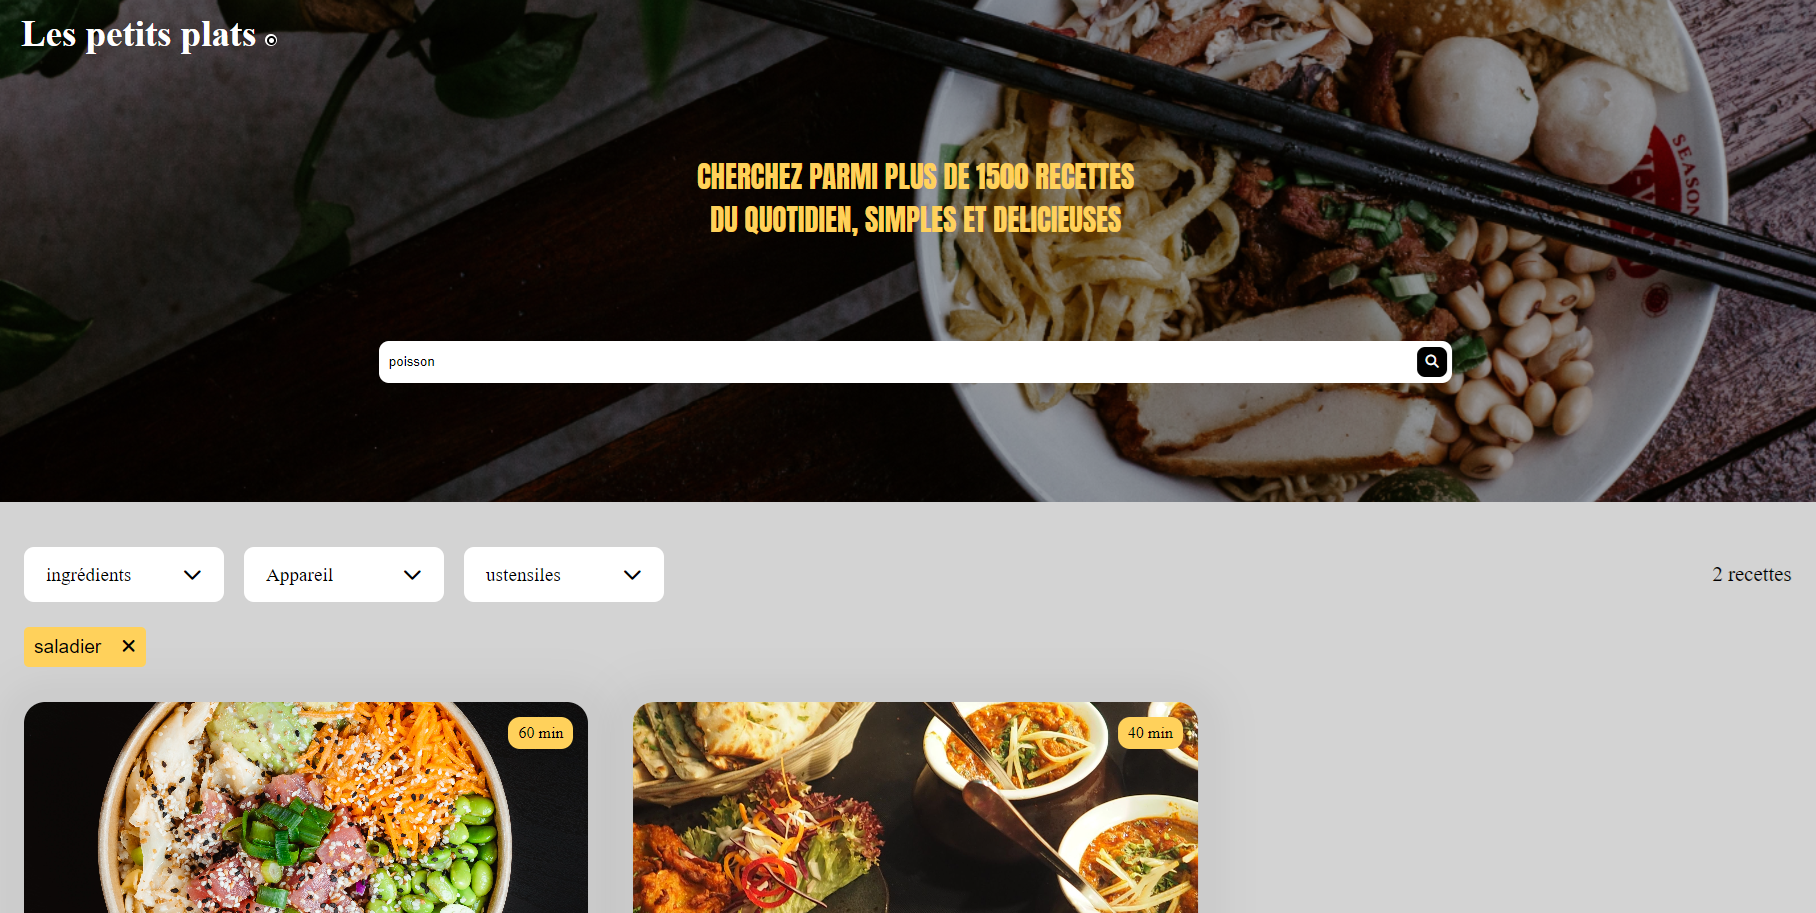 Les petits plats
SEASON
CHERCHEZ PARMI PLUS DE 1500 RECETTES
DU QUOTIDIEN, SIMPLES ET DELICIEUSES
poisson
ingrédients
Appareil
ustensiles
2 recettes
saladier ✕
60 min
40 min